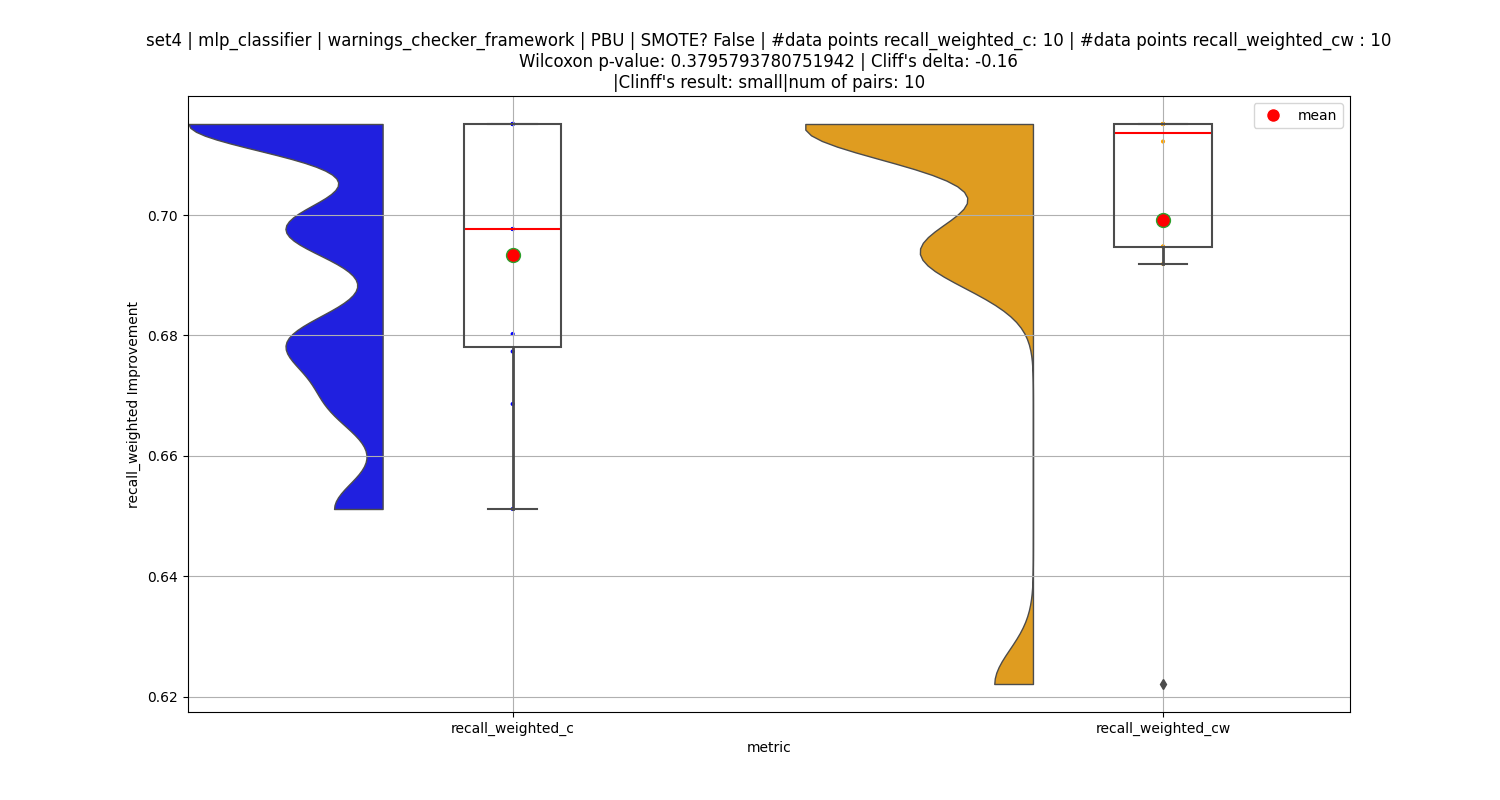 set4 | mlp_classifier | warnings_checker_framework | PBU | SMOTE? False | #data points recall_weighted_c: 10 | #data points recall_weighted_cw : 10
Wilcoxon p-value: 0.3795793780751942 | Cliff's delta: -0.16
|Clinff's result: small|num of pairs: 10
mean
recall_weighted Improvement
0.70
0.68
0.66
0.64
0.62
recall_weighted_c
recall_weighted_cw
metric